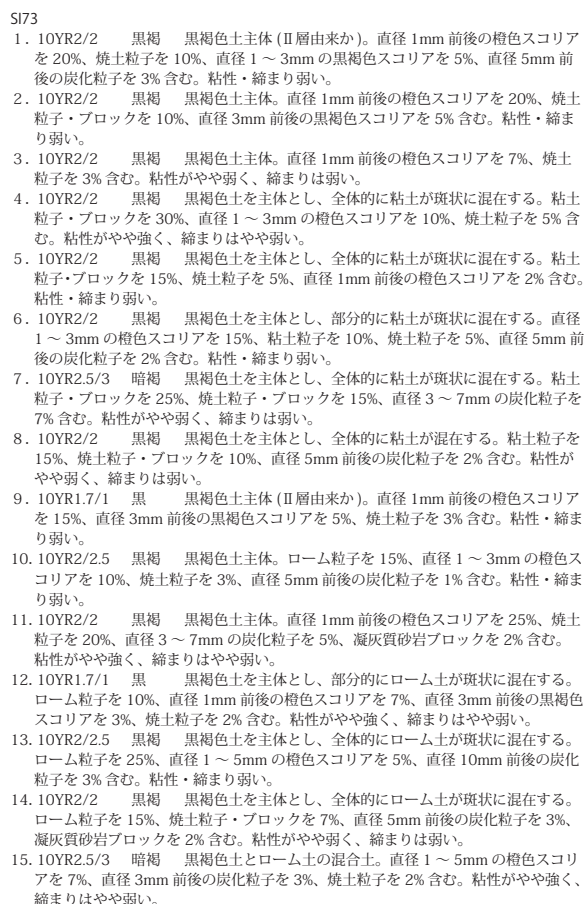 SI73
1. 10YR2/2 黒褐 黒褐色土主体 (Ⅱ層由来か)。直径 1mm 前後の橙色スコリア
を 20%、焼土粒子を 10%、直径 1 ～ 3mm の黒褐色スコリアを 5%、直径 5mm 前
後の炭化粒子を 3% 含む。粘性・締まり弱い。
2. 10YR2/2 黒褐 黒褐色土主体。直径 1mm 前後の橙色スコリアを 20%、焼土
粒子・ブロックを 10%、直径 3mm 前後の黒褐色スコリアを 5% 含む。粘性・締ま
り弱い。
3. 10YR2/2 黒褐 黒褐色土主体。直径 1mm 前後の橙色スコリアを 7%、焼土
粒子を 3% 含む。粘性がやや弱く、締まりは弱い。
4. 10YR2/2 黒褐 黒褐色土を主体とし、全体的に粘土が斑状に混在する。粘土
粒子・ブロックを 30%、直径 1 ～ 3mm の橙色スコリアを 10%、焼土粒子を 5% 含
む。粘性がやや強く、締まりはやや弱い。
5. 10YR2/2 黒褐 黒褐色土を主体とし、全体的に粘土が斑状に混在する。粘土
粒子・ブロックを 15%、焼土粒子を 5%、直径 1mm 前後の橙色スコリアを 2% 含む。
粘性・締まり弱い。
6. 10YR2/2 黒褐 黒褐色土を主体とし、部分的に粘土が斑状に混在する。直径
1 ～ 3mm の橙色スコリアを 15%、粘土粒子を 10%、焼土粒子を 5%、直径 5mm 前
後の炭化粒子を 2% 含む。粘性・締まり弱い。
7. 10YR2.5/3 暗褐 黒褐色土を主体とし、全体的に粘土が斑状に混在する。粘土
粒子・ブロックを 25%、焼土粒子・ブロックを 15%、直径 3 ～ 7mm の炭化粒子を
7% 含む。粘性がやや弱く、締まりは弱い。
8. 10YR2/2 黒褐 黒褐色土を主体とし、全体的に粘土が混在する。粘土粒子を
15%、焼土粒子・ブロックを 10%、直径 5mm 前後の炭化粒子を 2% 含む。粘性が
やや弱く、締まりは弱い。
9. 10YR1.7/1 黒 黒褐色土主体 (Ⅱ層由来か)。直径 1mm 前後の橙色スコリア
を 15%、直径 3mm 前後の黒褐色スコリアを 5%、焼土粒子を 3% 含む。粘性・締ま
り弱い。
10. 10YR2/2.5 黒褐 黒褐色土主体。ローム粒子を 15%、直径 1 ～ 3mm の橙色ス
コリアを 10%、焼土粒子を 3%、直径 5mm 前後の炭化粒子を 1% 含む。粘性・締ま
り弱い。
11. 10YR2/2 黒褐 黒褐色土主体。直径 1mm 前後の橙色スコリアを 25%、焼土
粒子を 20%、直径 3 ～ 7mm の炭化粒子を 5%、凝灰質砂岩ブロックを 2% 含む。
粘性がやや強く、締まりはやや弱い。
12. 10YR1.7/1 黒 黒褐色土を主体とし、部分的にローム土が斑状に混在する。
ローム粒子を 10%、直径 1mm 前後の橙色スコリアを 7%、直径 3mm 前後の黒褐色
スコリアを 3%、焼土粒子を 2% 含む。粘性がやや強く、締まりはやや弱い。
13. 10YR2/2.5 黒褐 黒褐色土を主体とし、全体的にローム土が斑状に混在する。
ローム粒子を 25%、直径 1 ～ 5mm の橙色スコリアを 5%、直径 10mm 前後の炭化
粒子を 3% 含む。粘性・締まり弱い。
14. 10YR2/2 黒褐 黒褐色土を主体とし、全体的にローム土が斑状に混在する。
ローム粒子を 15%、焼土粒子・ブロックを 7%、直径 5mm 前後の炭化粒子を 3%、
凝灰質砂岩ブロックを 2% 含む。粘性がやや弱く、締まりは弱い。
15. 10YR2.5/3 暗褐 黒褐色土とローム土の混合土。直径 1 ～ 5mm の橙色スコリ
アを 7%、直径 3mm 前後の炭化粒子を 3%、焼土粒子を 2% 含む。粘性がやや強く、
締まりはやや弱い。